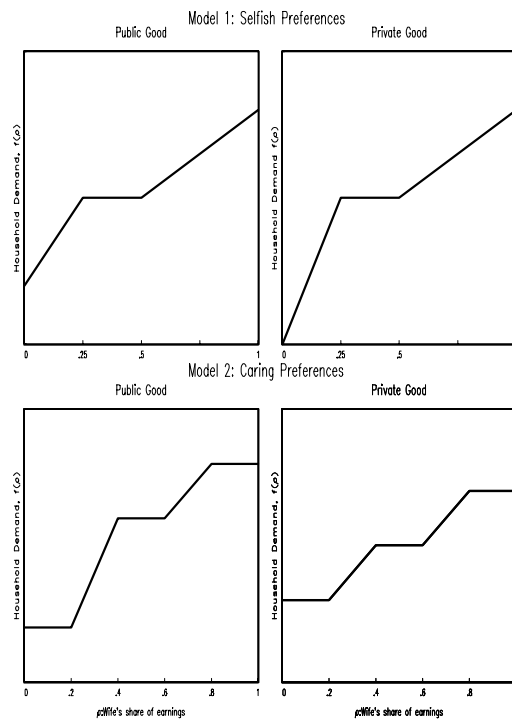 Model 1: Selfish Preferences
Public Good
Private Good
Household Demand, f(ρ)
Household Demand f(ρ)
0 .25 .5 1
0 .25 .5
Model 2: Caring Preferences
Public Good
Private Good
Household Demand, f(ρ)
Household Demand, f(ρ)
0 .2 .4 .6 .8 1
0 .2 .4 .6 .8
ρ:Wife's share of earnings
ρ:Wife's share of earnings